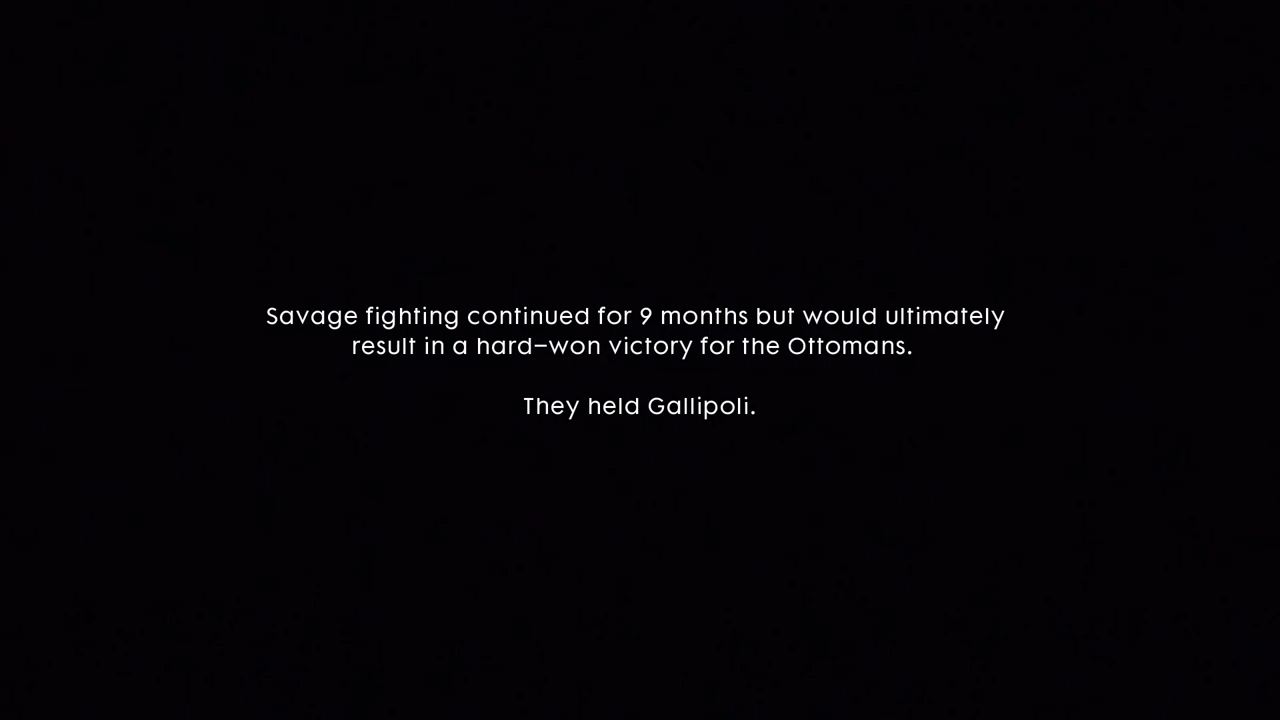 Savage fighting continued for 9 months but would ultimately
result in a hard–won victory for the Ottomans.
They held Gallipoli.